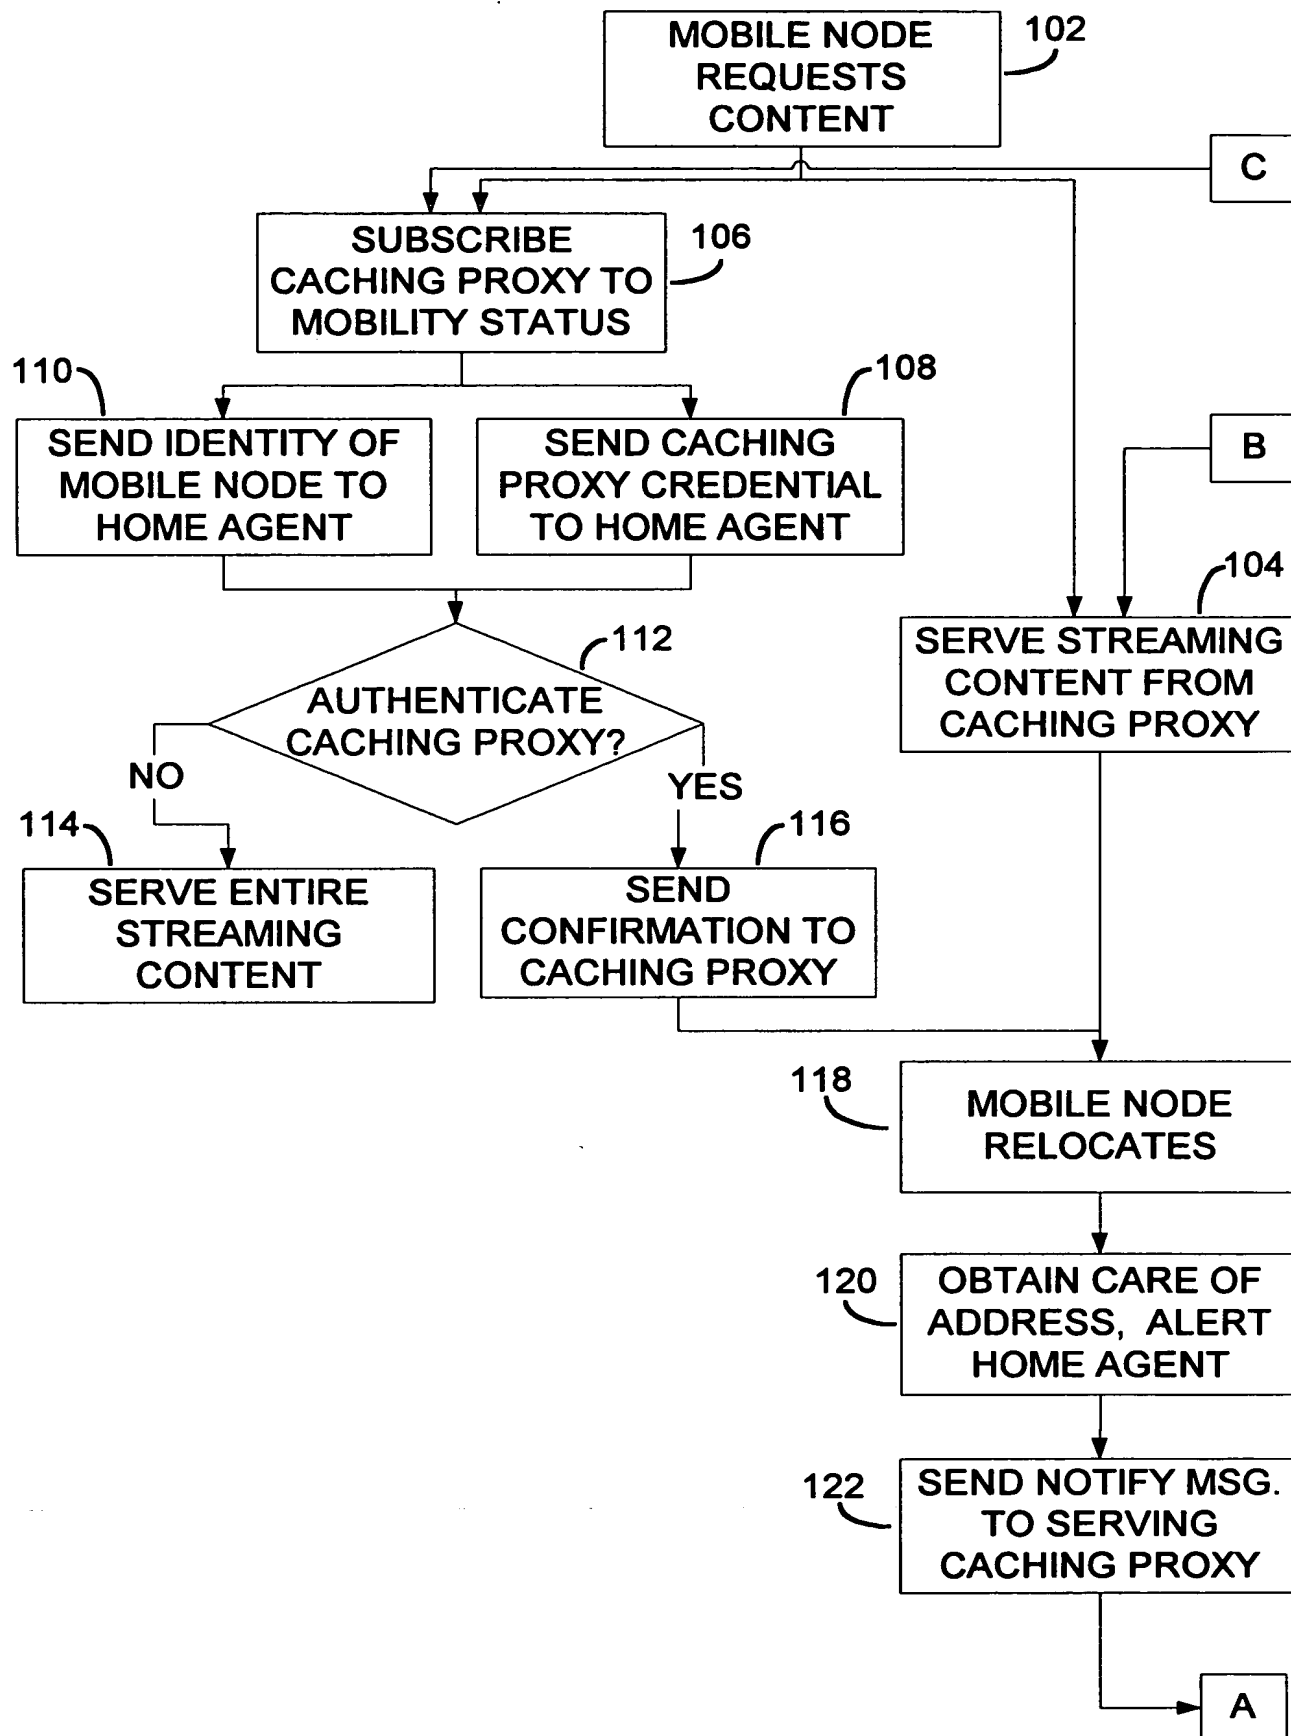 MOBILE NODE
REQUESTS
CONTENT
102
C
SUBSCRIBE
CACHING PROXY TO
MOBILITY STATUS
106
110
SEND IDENTITY OF
MOBILE NODE TO
HOME AGENT
108
SEND CACHING
PROXY CREDENTIAL
TO HOME AGENT
B
104
SERVE STREAMING
CONTENT FROM
CACHING PROXY
112
AUTHENTICATE
CACHING PROXY?
NO
YES
114
SERVE ENTIRE
STREAMING
CONTENT
116
SEND
CONFIRMATION TO
CACHING PROXY
118
MOBILE NODE
RELOCATES
120
OBTAIN CARE OF
ADDRESS, ALERT
HOME AGENT
122
SEND NOTIFY MSG.
TO SERVING
CACHING PROXY
A